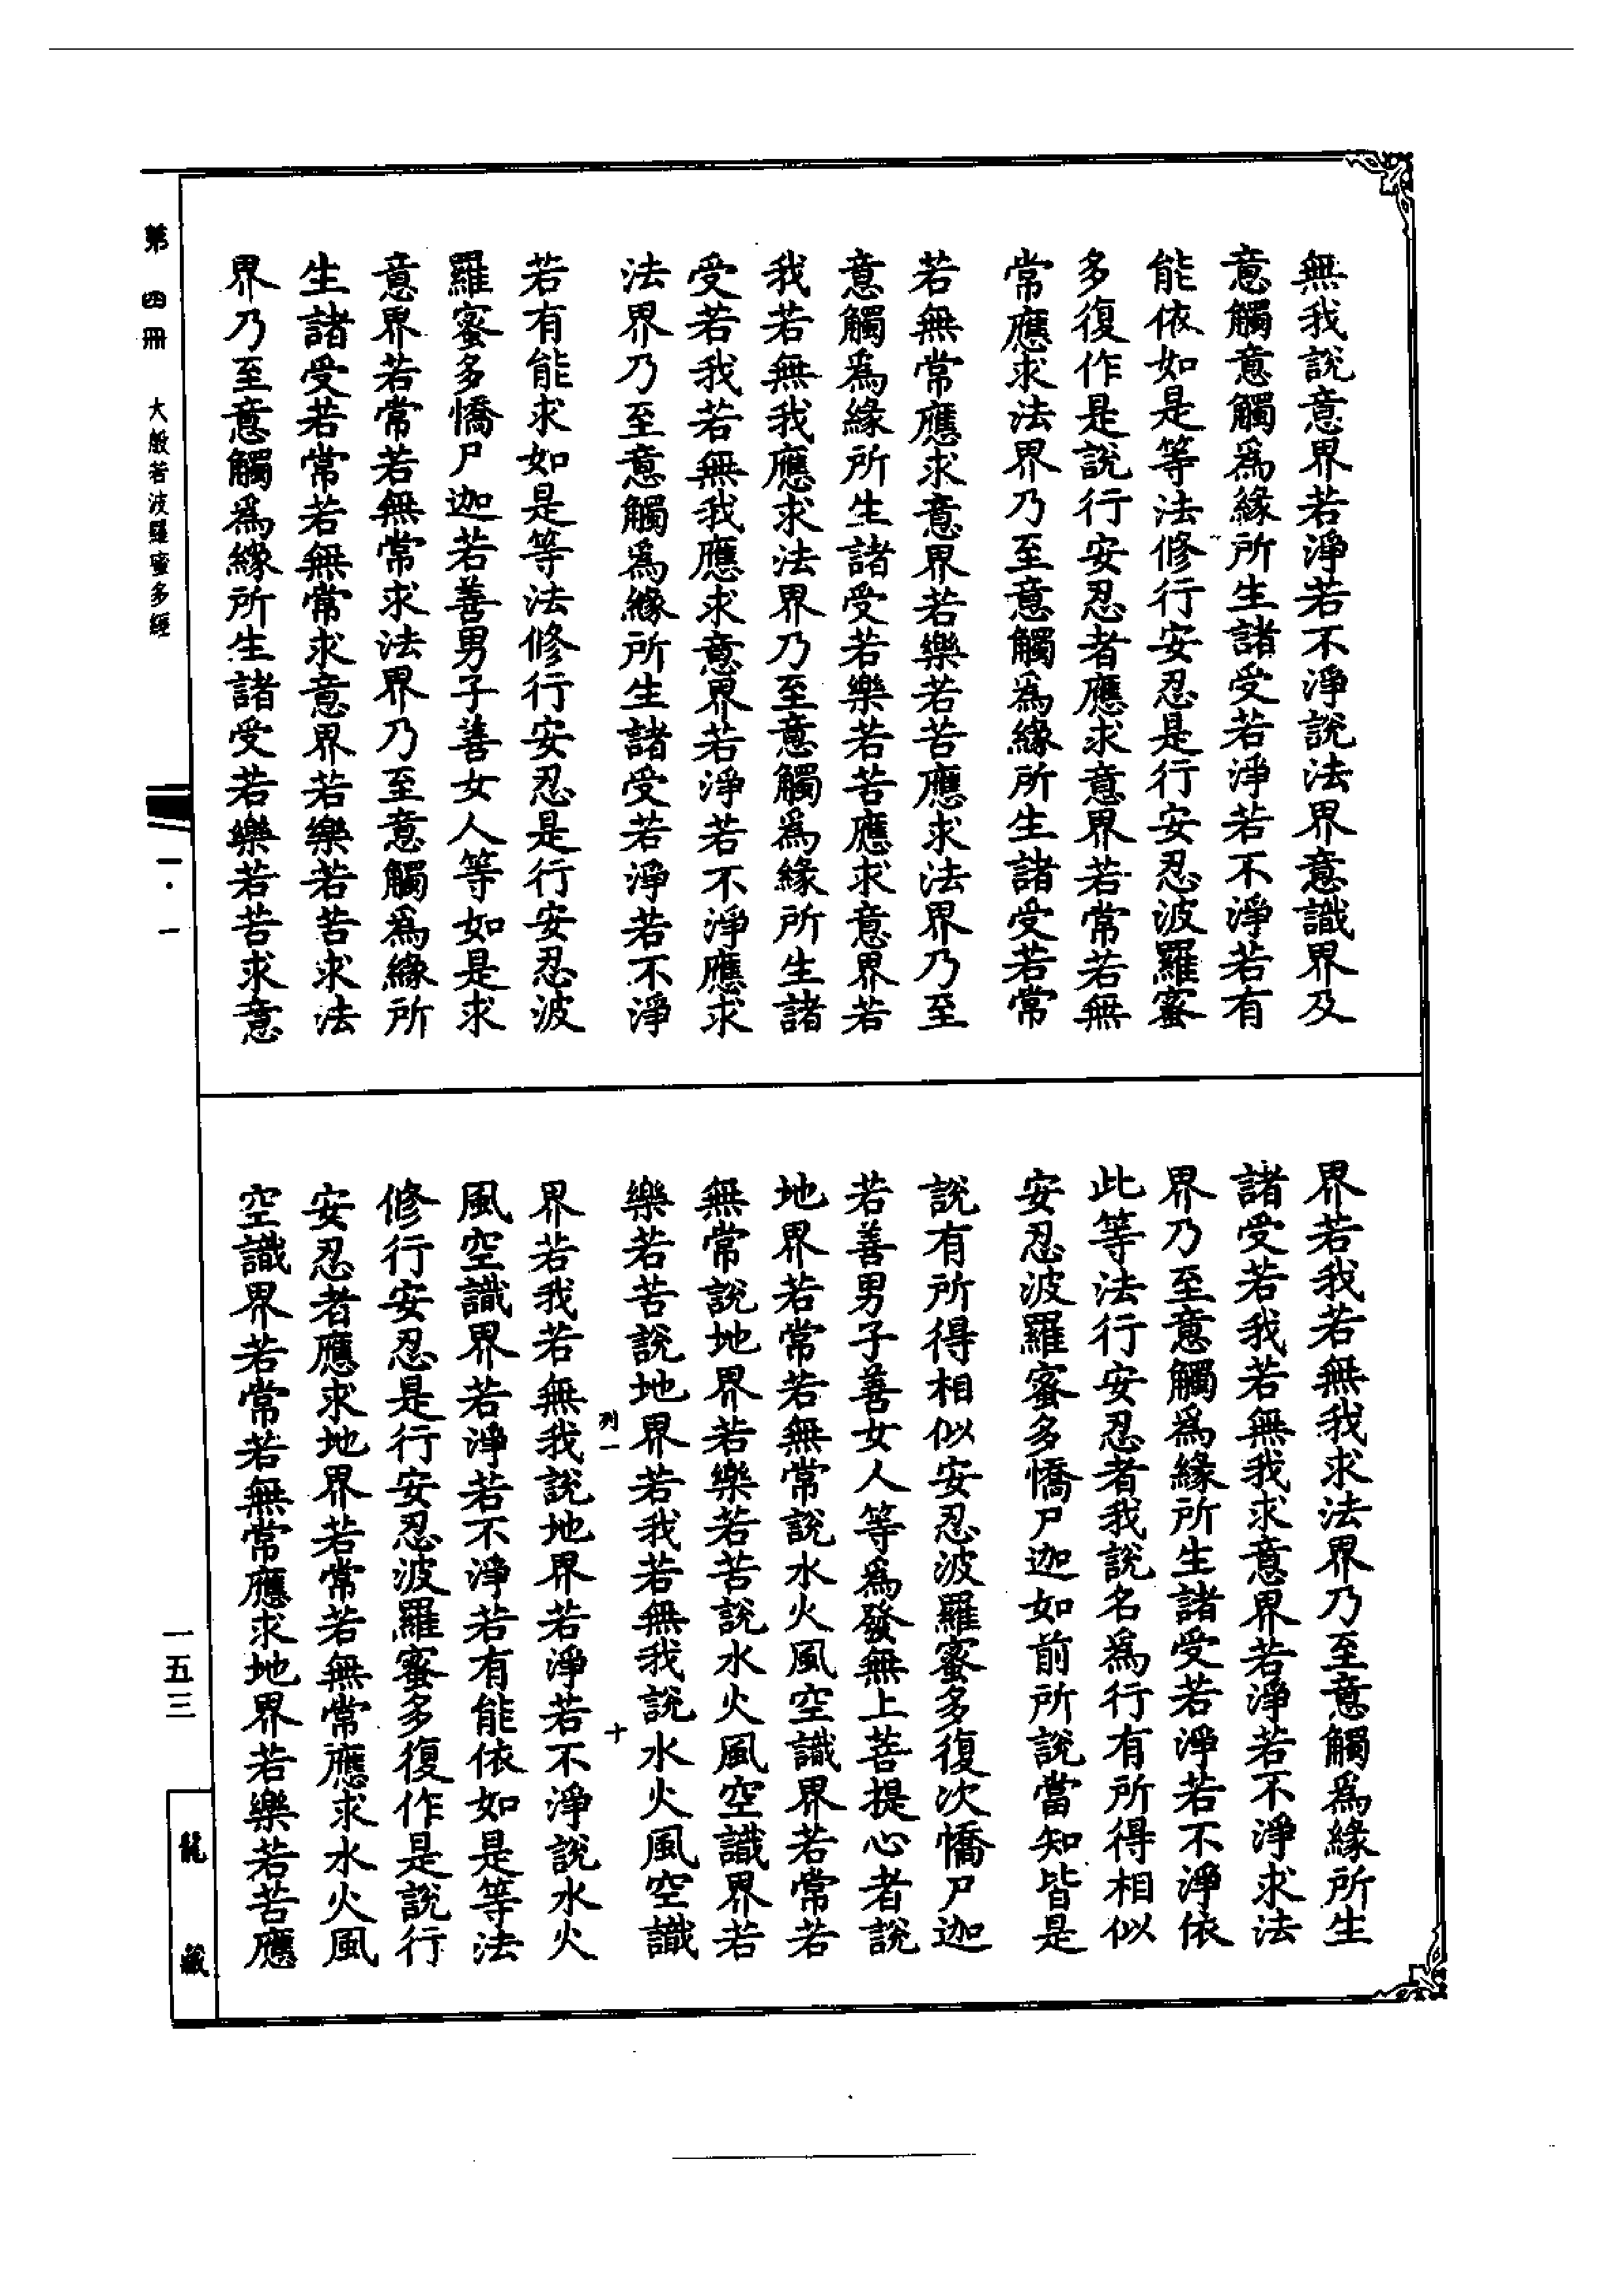 無我說意界若淨若不淨說法界意識界及
意觸意觸爲緣所生諸受若淨若不淨若有
能依如是等法修行安忍是行安忍波羅蜜
多復作是說行安忍者應求意界若常若無
常應求法界乃至意觸爲緣所生諸受若常
若無常應求意界若樂若苦應求法界乃至
意觸爲緣所生諸受若樂若苦應求意界若
我若無我應求法界乃至意觸爲緣所生諸
受若我若無我應求意界若淨若不淨應求
法界乃至意觸爲緣所生諸受若淨若不淨
若有能求如是等法修行安忍是行安忍波
羅蜜多憍尸迦若善男子善女人等如是求
意界若常若無常求法界乃至意觸爲緣所
生諸受若常若無常求意界若樂若苦求法
界乃至意觸爲緣所生諸受若樂若苦求意
界若我若無我求法界乃至意觸爲緣所生
諸受若我若無我求意界若淨若不淨求法
界乃至意觸爲緣所生諸受若淨若不淨依
此等法行安忍者我說名爲行有所得相似
安忍波羅蜜多憍尸迦如前所說當知皆是
說有所得相似安忍波羅蜜多復次憍尸迦
若善男子善女人等爲發無上菩提心者說
地界若常若無常說水火風空識界若常若
無常說地界若樂若苦說水火風空識界若
樂若苦說地界若我若無我說水火風空識
列一 十
界若我若無我說地界若淨若不淨說水火
風空識界若淨若不淨若有能依如是等法
修行安忍是行安忍波羅蜜多復作是說行
安忍者應求地界若常若無常應求水火風
空識界若常若無常應求地界若樂若苦應
第四冊 大般若波羅蜜多經
一·一
一五三
龍藏